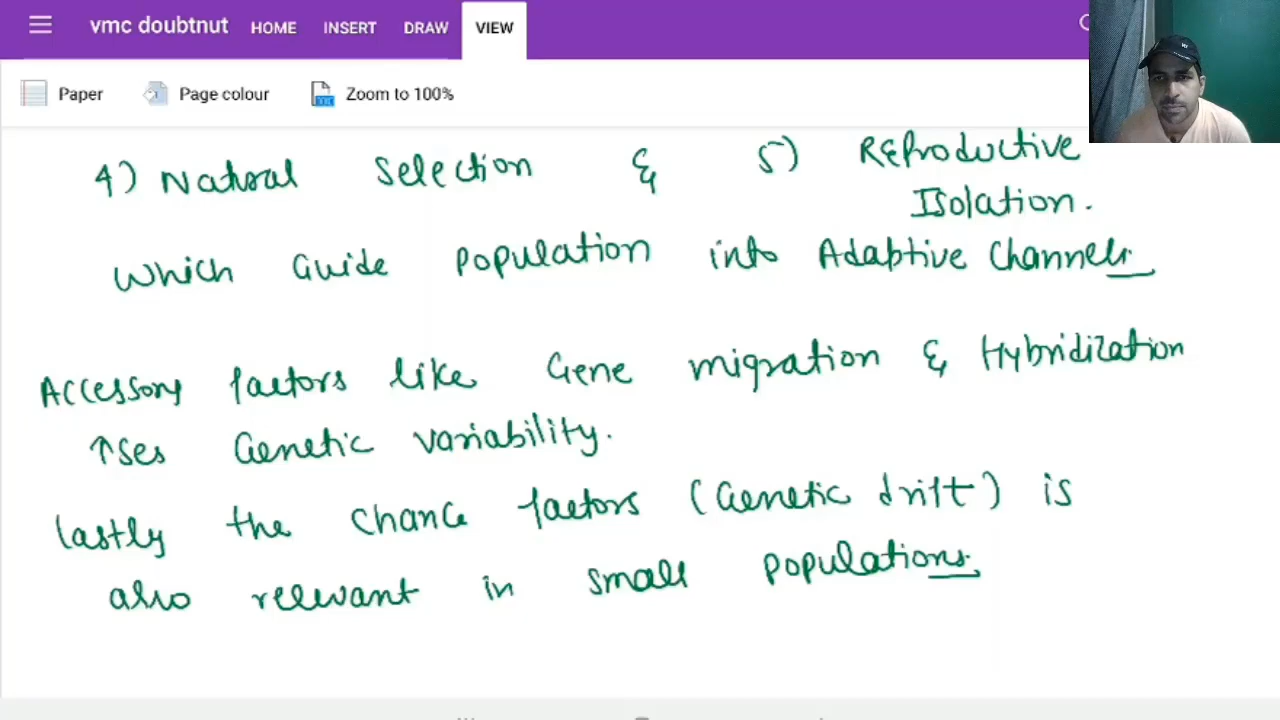 vmc doubtnut HOME INSERT DRAW VIEW
Paper Page colour Zoom to 100%
4) Natural Selection & 5) Reproductive
Isolation.
Which Guide population into Adaptive Channels.
Accessory factors like Gene migration & Hybridization
↑ses Genetic variability.
lastly the chance factors (Genetic drift) is
also relevant in small populations.